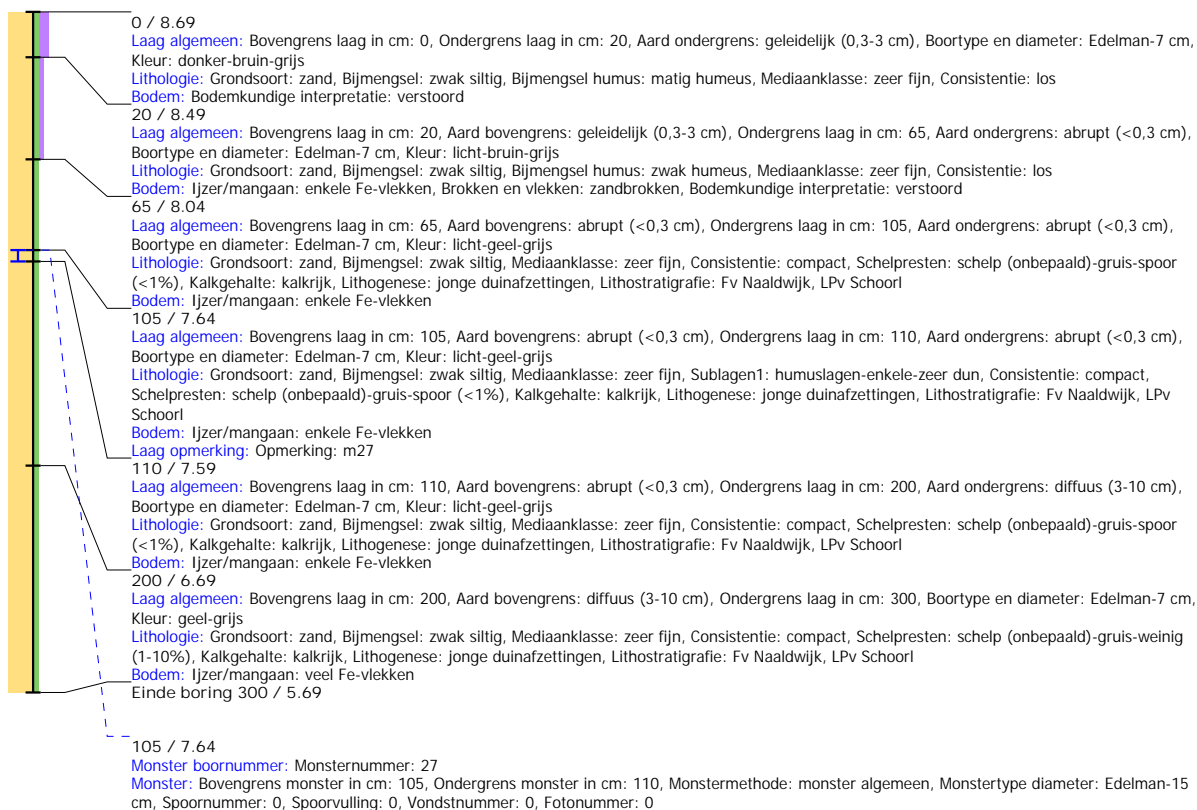 0 / 8.69
Laag algemeen: Bovengrens laag in cm: 0, Ondergrens laag in cm: 20, Aard ondergrens: geleidelijk (0,3-3 cm), Boortype en diameter: Edelman-7 cm,
Kleur: donker-bruin-grijs
Lithologie: Grondsoort: zand, Bijmengsel: zwak siltig, Bijmengsel humus: matig humeus, Mediaanklasse: zeer fijn, Consistentie: los
Bodem: Bodemkundige interpretatie: verstoord
20 / 8.49
Laag algemeen: Bovengrens laag in cm: 20, Aard bovengrens: geleidelijk (0,3-3 cm), Ondergrens laag in cm: 65, Aard ondergrens: abrupt (<0,3 cm),
Boortype en diameter: Edelman-7 cm, Kleur: licht-bruin-grijs
Lithologie: Grondsoort: zand, Bijmengsel: zwak siltig, Bijmengsel humus: zwak humeus, Mediaanklasse: zeer fijn, Consistentie: los
Bodem: Ijzer/mangaan: enkele Fe-vlekken, Brokken en vlekken: zandbrokken, Bodemkundige interpretatie: verstoord
65 / 8.04
Laag algemeen: Bovengrens laag in cm: 65, Aard bovengrens: abrupt (<0,3 cm), Ondergrens laag in cm: 105, Aard ondergrens: abrupt (<0,3 cm),
Boortype en diameter: Edelman-7 cm, Kleur: licht-geel-grijs
Lithologie: Grondsoort: zand, Bijmengsel: zwak siltig, Mediaanklasse: zeer fijn, Consistentie: compact, Schelpresten: schelp (onbepaald)-gruis-spoor
(<1%), Kalkgehalte: kalkrijk, Lithogenese: jonge duinafzettingen, Lithostratigrafie: Fv Naaldwijk, LPv Schoorl
Bodem: Ijzer/mangaan: enkele Fe-vlekken
105 / 7.64
Laag algemeen: Bovengrens laag in cm: 105, Aard bovengrens: abrupt (<0,3 cm), Ondergrens laag in cm: 110, Aard ondergrens: abrupt (<0,3 cm),
Boortype en diameter: Edelman-7 cm, Kleur: licht-geel-grijs
Lithologie: Grondsoort: zand, Bijmengsel: zwak siltig, Mediaanklasse: zeer fijn, Sublagen1: humuslagen-enkele-zeer dun, Consistentie: compact,
Schelpresten: schelp (onbepaald)-gruis-spoor (<1%), Kalkgehalte: kalkrijk, Lithogenese: jonge duinafzettingen, Lithostratigrafie: Fv Naaldwijk, LPv
Schoorl
Bodem: Ijzer/mangaan: enkele Fe-vlekken
Laag opmerking: Opmerking: m27
110 / 7.59
Laag algemeen: Bovengrens laag in cm: 110, Aard bovengrens: abrupt (<0,3 cm), Ondergrens laag in cm: 200, Aard ondergrens: diffuus (3-10 cm),
Boortype en diameter: Edelman-7 cm, Kleur: licht-geel-grijs
Lithologie: Grondsoort: zand, Bijmengsel: zwak siltig, Mediaanklasse: zeer fijn, Consistentie: compact, Schelpresten: schelp (onbepaald)-gruis-spoor
(<1%), Kalkgehalte: kalkrijk, Lithogenese: jonge duinafzettingen, Lithostratigrafie: Fv Naaldwijk, LPv Schoorl
Bodem: Ijzer/mangaan: enkele Fe-vlekken
200 / 6.69
Laag algemeen: Bovengrens laag in cm: 200, Aard bovengrens: diffuus (3-10 cm), Ondergrens laag in cm: 300, Boortype en diameter: Edelman-7 cm,
Kleur: geel-grijs
Lithologie: Grondsoort: zand, Bijmengsel: zwak siltig, Mediaanklasse: zeer fijn, Consistentie: compact, Schelpresten: schelp (onbepaald)-gruis-weinig
(1-10%), Kalkgehalte: kalkrijk, Lithogenese: jonge duinafzettingen, Lithostratigrafie: Fv Naaldwijk, LPv Schoorl
Bodem: Ijzer/mangaan: veel Fe-vlekken
Einde boring 300 / 5.69
105 / 7.64
Monster boornummer: Monsternummer: 27
Monster: Bovengrens monster in cm: 105, Ondergrens monster in cm: 110, Monstermethode: monster algemeen, Monstertype diameter: Edelman-15
cm, Spoornummer: 0, Spoorvulling: 0, Vondstnummer: 0, Fotonummer: 0